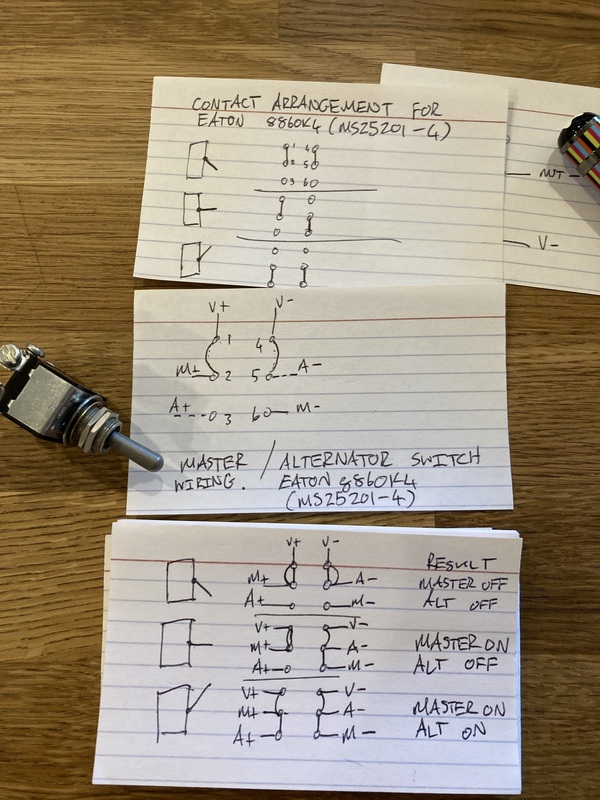 CONTACT ARRANGEMENT FOR
EATON 8860K4 (MS25201-4)
1 4
2 5
3 6
NUT -
V-
V+ V-
1 4
M+ 2 5 A-
A+ 3 6 M-
MASTER / ALTERNATOR SWITCH
WIRING. EATON 8860K4
(MS25201-4)
V+ V- RESULT
M+ A- MASTER OFF
A+ M- ALT OFF
V+ V-
M+ A- MASTER ON
A+ M- ALT OFF
V+ V-
M+ A- MASTER ON
A+ M- ALT ON